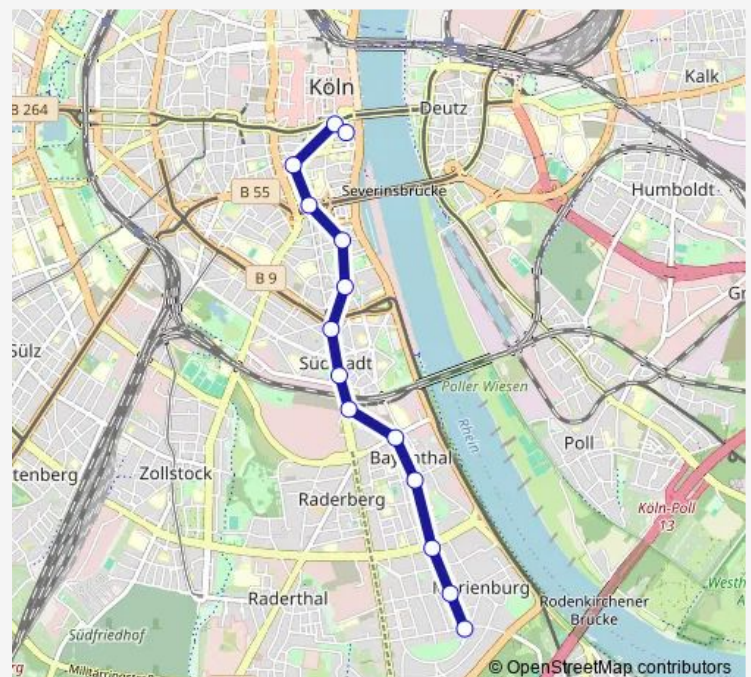 Köln
Kalk
B 264
Deutz
Severinsbrücke
B 55
Humboldt
B 9
Sülz
Poller Wiesen
Rhein
Poll
Zollstock
Raderberg
Köln-Poll
13
Raderthal
Rodenkirchener
Brücke
Südfriedhof
© OpenStreetMap contributors